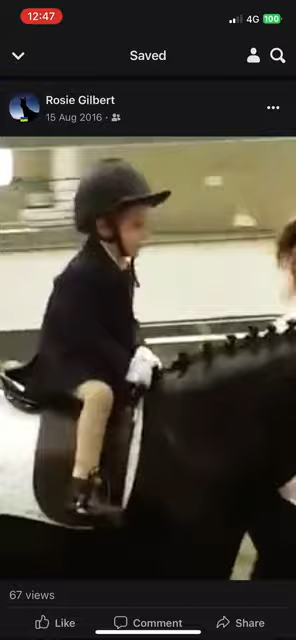 12:47
4G 100
Saved
Rosie Gilbert
15 Aug 2016 ·
67 views
Like Comment Share